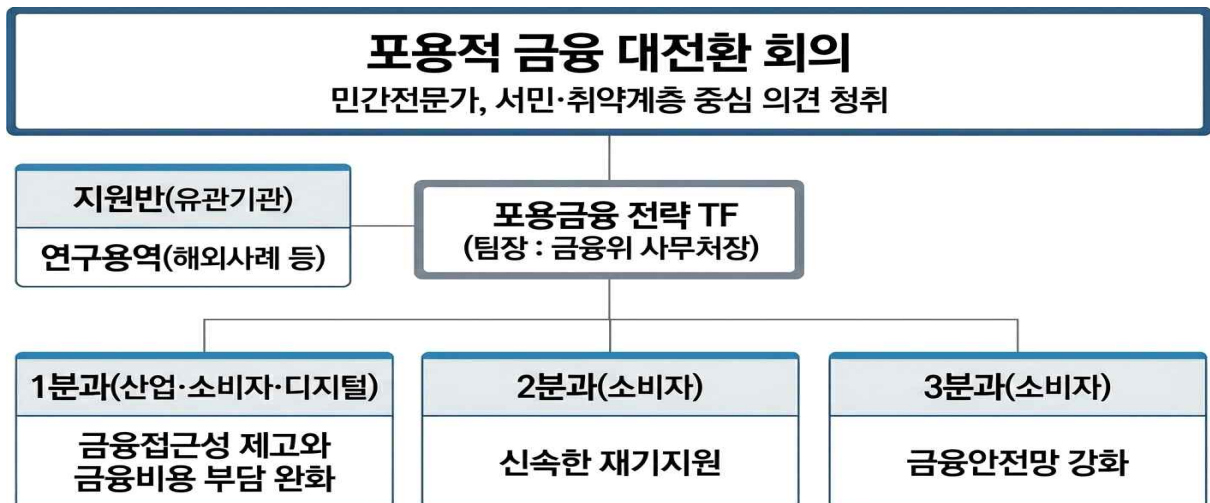 포용적 금융 대전환 회의
민간전문가, 서민·취약계층 중심 의견 청취
지원반(유관기관)
연구용역(해외사례 등)
포용금융 전략 TF
(팀장 : 금융위 사무처장)
1분과(산업·소비자·디지털)
금융접근성 제고와
금융비용 부담 완화
2분과(소비자)
신속한 재기지원
3분과(소비자)
금융안전망 강화